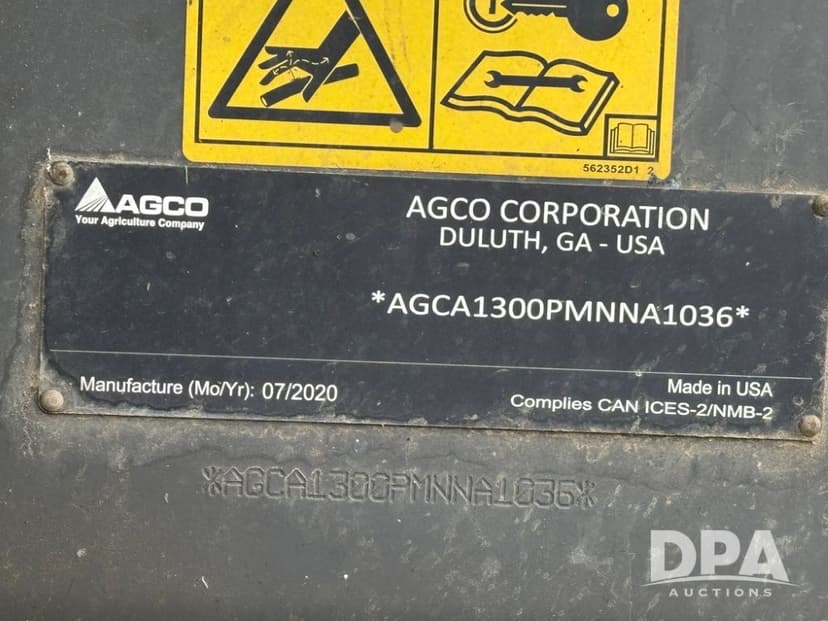 562352D1 2
AGCO
Your Agriculture Company
AGCO CORPORATION
DULUTH, GA - USA
*AGCA1300PMNNA1036*
Manufacture (Mo/Yr): 07/2020
Made in USA
Complies CAN ICES-2/NMB-2
*AGCA1300PMNNA1036*
DPA
AUCTIONS